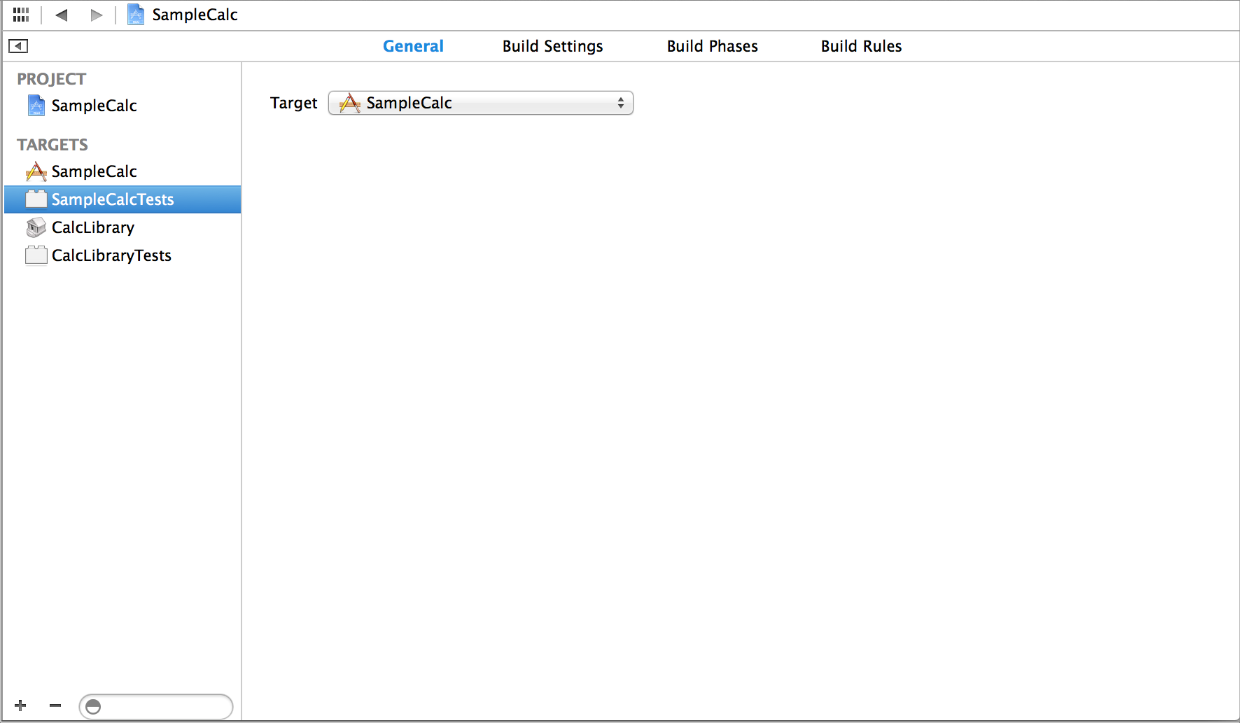 SampleCalc
General Build Settings Build Phases Build Rules
PROJECT
SampleCalc
TARGETS
SampleCalc
SampleCalcTests
CalcLibrary
CalcLibraryTests
Target SampleCalc